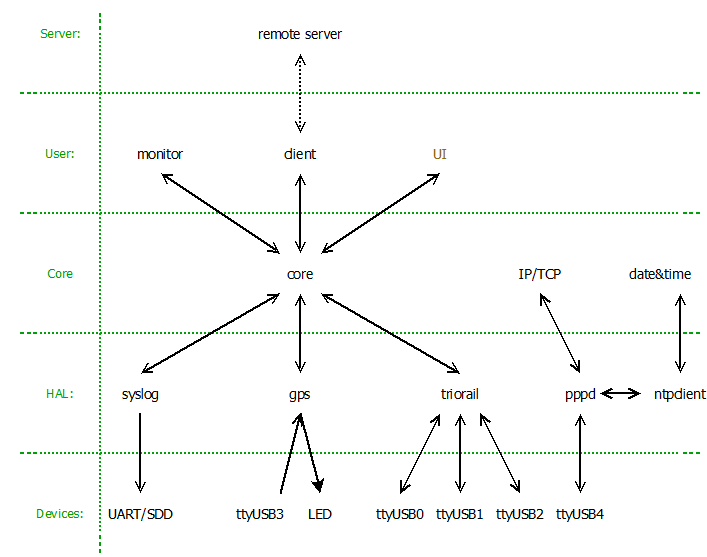 Server: remote server
User: monitor client UI
Core core IP/TCP date&time
HAL: syslog gps triorail pppd ntpclient
Devices: UART/SDD ttyUSB3 LED ttyUSB0 ttyUSB1 ttyUSB2 ttyUSB4